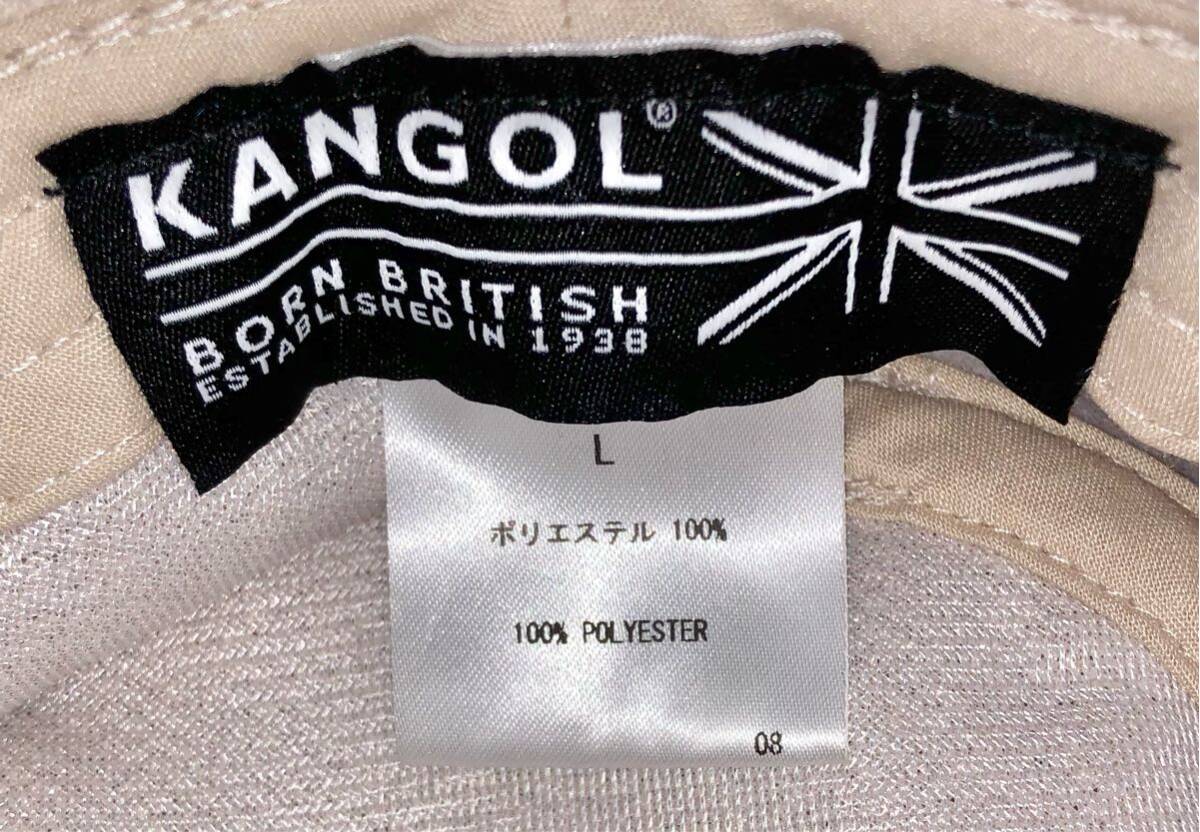 KANGOL®
BORN BRITISH
ESTABLISHED IN 1938
L
ポリエステル 100%
100% POLYESTER
08